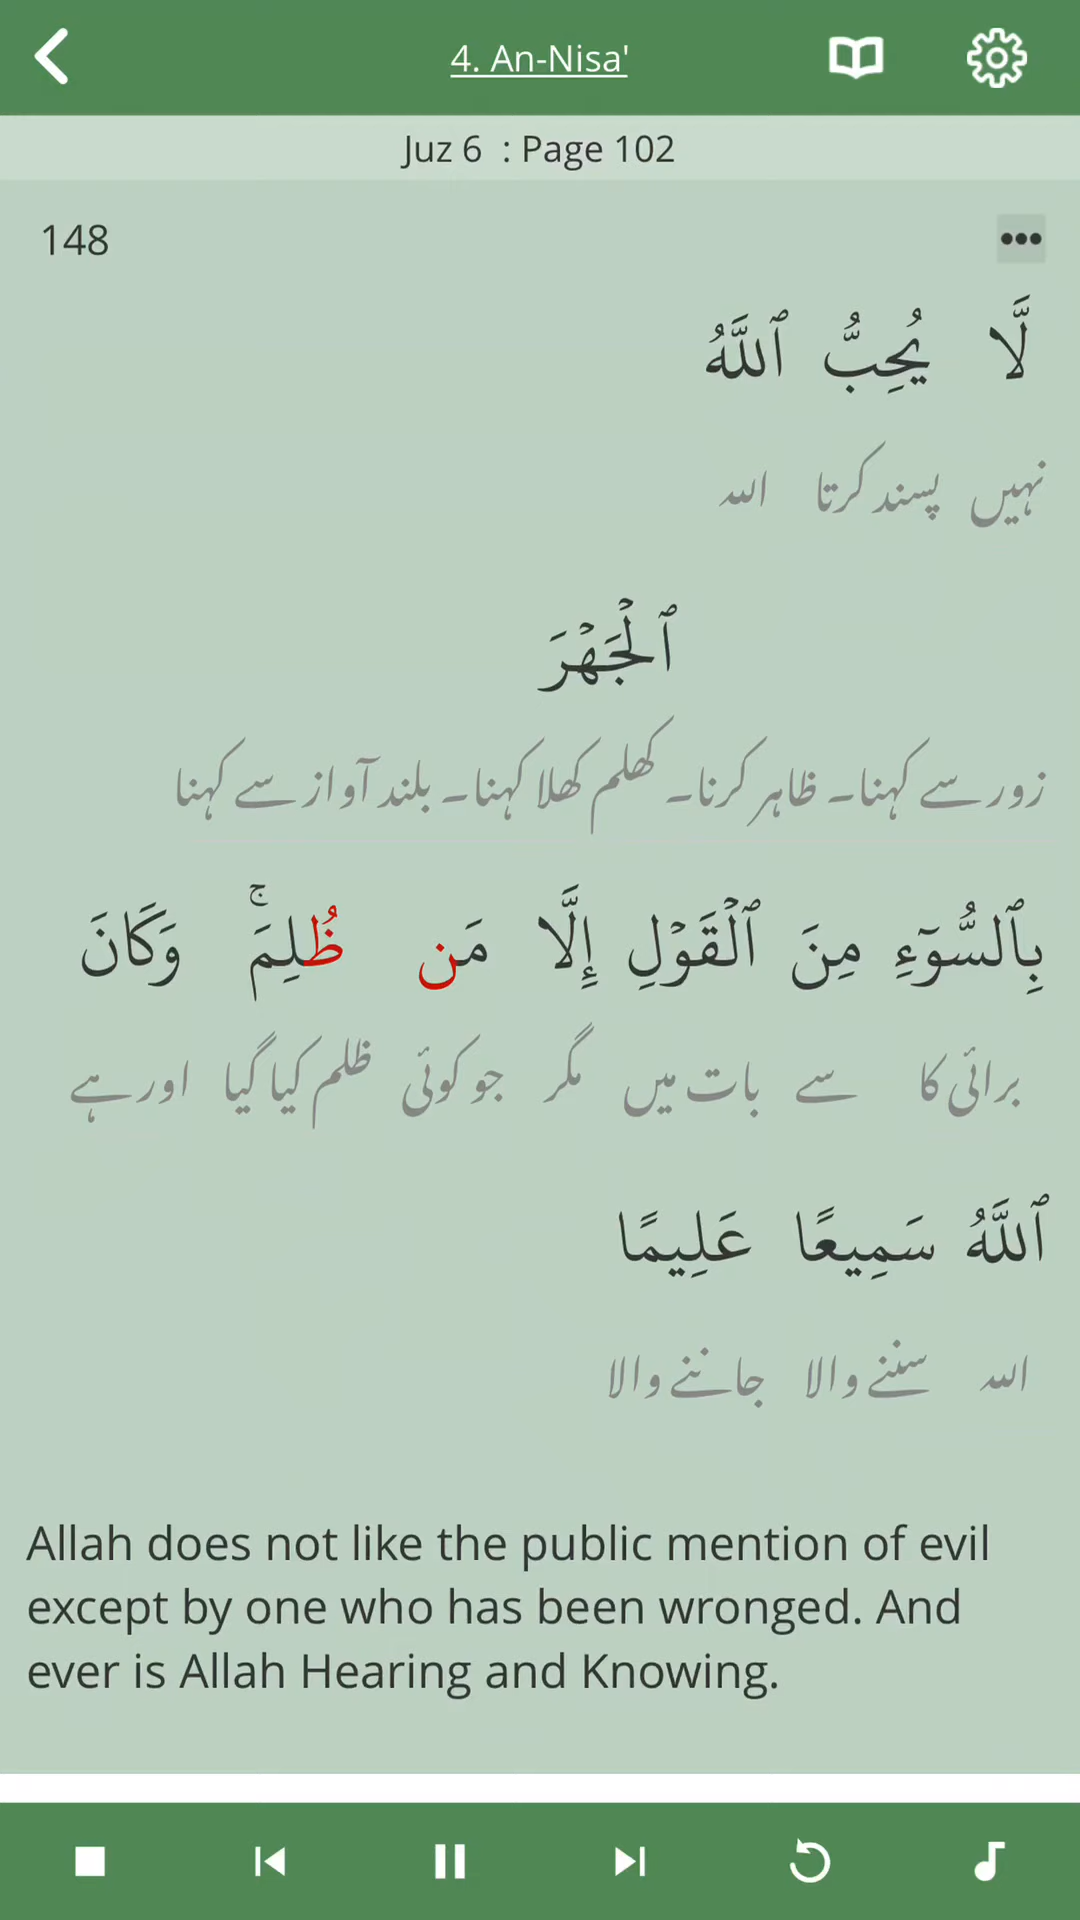 4. An-Nisa'
Juz 6 : Page 102
148
لَّا يُحِبُّ ٱللَّهُ
نہیں پسند کرتا اللہ
ٱلْجَهْرَ
زور سے کہنا۔ ظاہر کرنا۔ کھلم کھلا کہنا۔ بلند آواز سے کہنا
بِٱلسُّوٓءِ مِنَ ٱلْقَوْلِ إِلَّا مَن ظُلِمَ ۚ وَكَانَ
برائی کا سے بات میں مگر جو کوئی ظلم کیا گیا اور ہے
ٱللَّهُ سَمِيعًا عَلِيمًا
اللہ سننے والا جاننے والا
Allah does not like the public mention of evil
except by one who has been wronged. And
ever is Allah Hearing and Knowing.